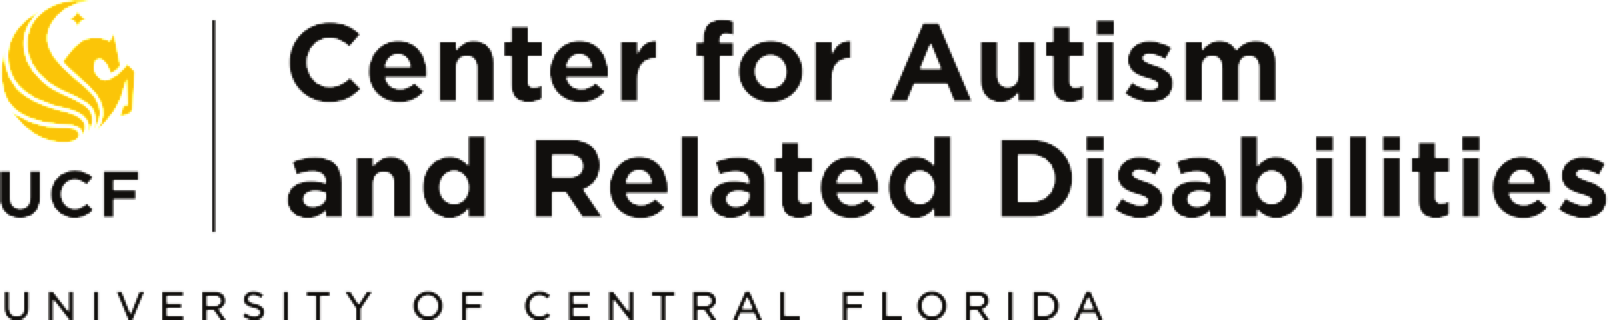 UCF
Center for Autism
and Related Disabilities
UNIVERSITY OF CENTRAL FLORIDA